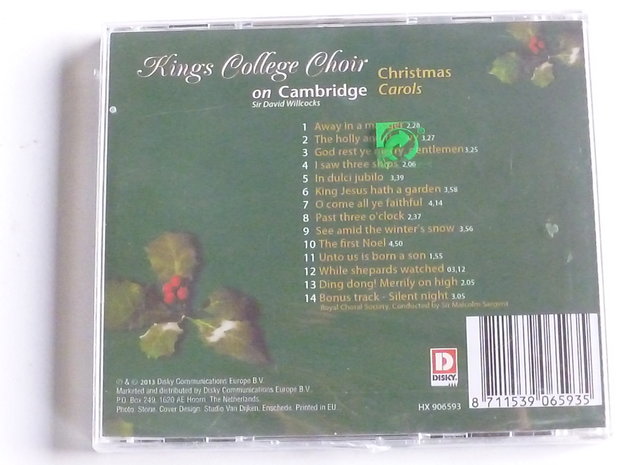 Kings College Choir
on Cambridge
Sir David Willcocks
Christmas
Carols
1 Away in a manger 2,28
2 The holly and 3,27
3 God rest ye gentlemen 3,25
4 I saw three ships 2,06
5 In dulci jubilo 3,39
6 King Jesus hath a garden 3,58
7 O come all ye faithful 4,14
8 Past three o'clock 2,37
9 See amid the winter's snow 3,56
10 The first Noel 4,50
11 Unto us is born a son 1,55
12 While shepards watched 03,12
13 Ding dong! Merrily on high 2.05
14 Bonus track - Silent night 3.05
Royal Choral Society, Conducted by Sir Malcolm Sargent
℗ & © 2013 Disky Communications Europe B.V.
Marketed and distributed by Disky Communications Europe B.V.
P.O. Box 249, 1620 AE Hoorn, The Netherlands.
Photo: Stone. Cover Design: Studio Van Dijken, Enschede. Printed in EU.
D
DISKY
HX 906593
8 711539 065935